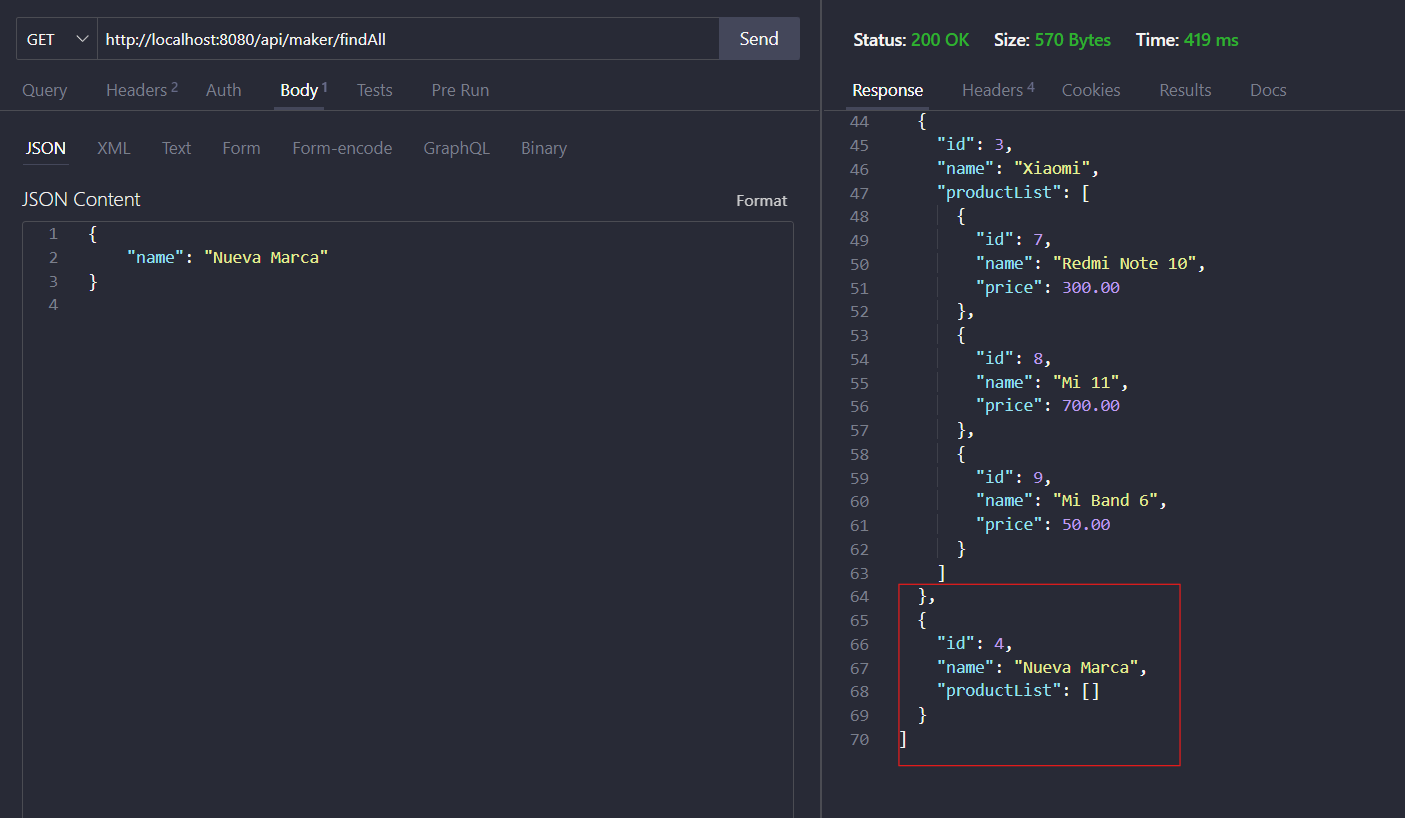 GET http://localhost:8080/api/maker/findAll Send
Query Headers 2 Auth Body 1 Tests Pre Run
JSON XML Text Form Form-encode GraphQL Binary
JSON Content Format
1 {
2 "name": "Nueva Marca"
3 }
4
Status: 200 OK Size: 570 Bytes Time: 419 ms
Response Headers 4 Cookies Results Docs
44 {
45 "id": 3,
46 "name": "Xiaomi",
47 "productList": [
48 {
49 "id": 7,
50 "name": "Redmi Note 10",
51 "price": 300.00
52 },
53 {
54 "id": 8,
55 "name": "Mi 11",
56 "price": 700.00
57 },
58 {
59 "id": 9,
60 "name": "Mi Band 6",
61 "price": 50.00
62 }
63 ]
64 },
65 {
66 "id": 4,
67 "name": "Nueva Marca",
68 "productList": []
69 }
70 ]